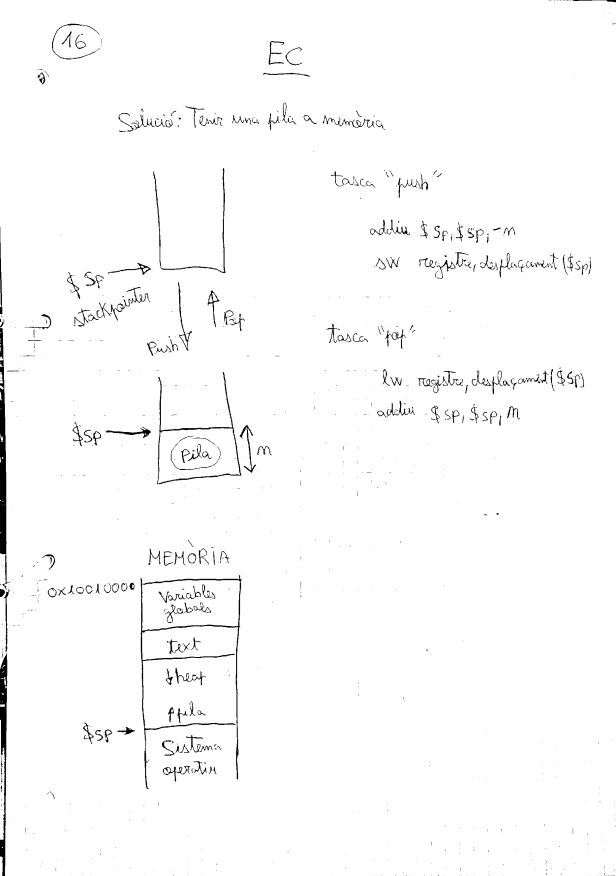 16
EC
Solució: Tenir una pila a memòria
$sp
stackpointer
Push
Pop
$sp
Pila
n
tasca "push"
addiu $sp, $sp, -n
sw registre, desplaçament($sp)
tasca "pop"
lw registre, desplaçament($sp)
addiu $sp, $sp, n
MEMÒRIA
0x10010000
Variables
globals
text
↓heap
↑pila
$sp
Sistema
operatiu